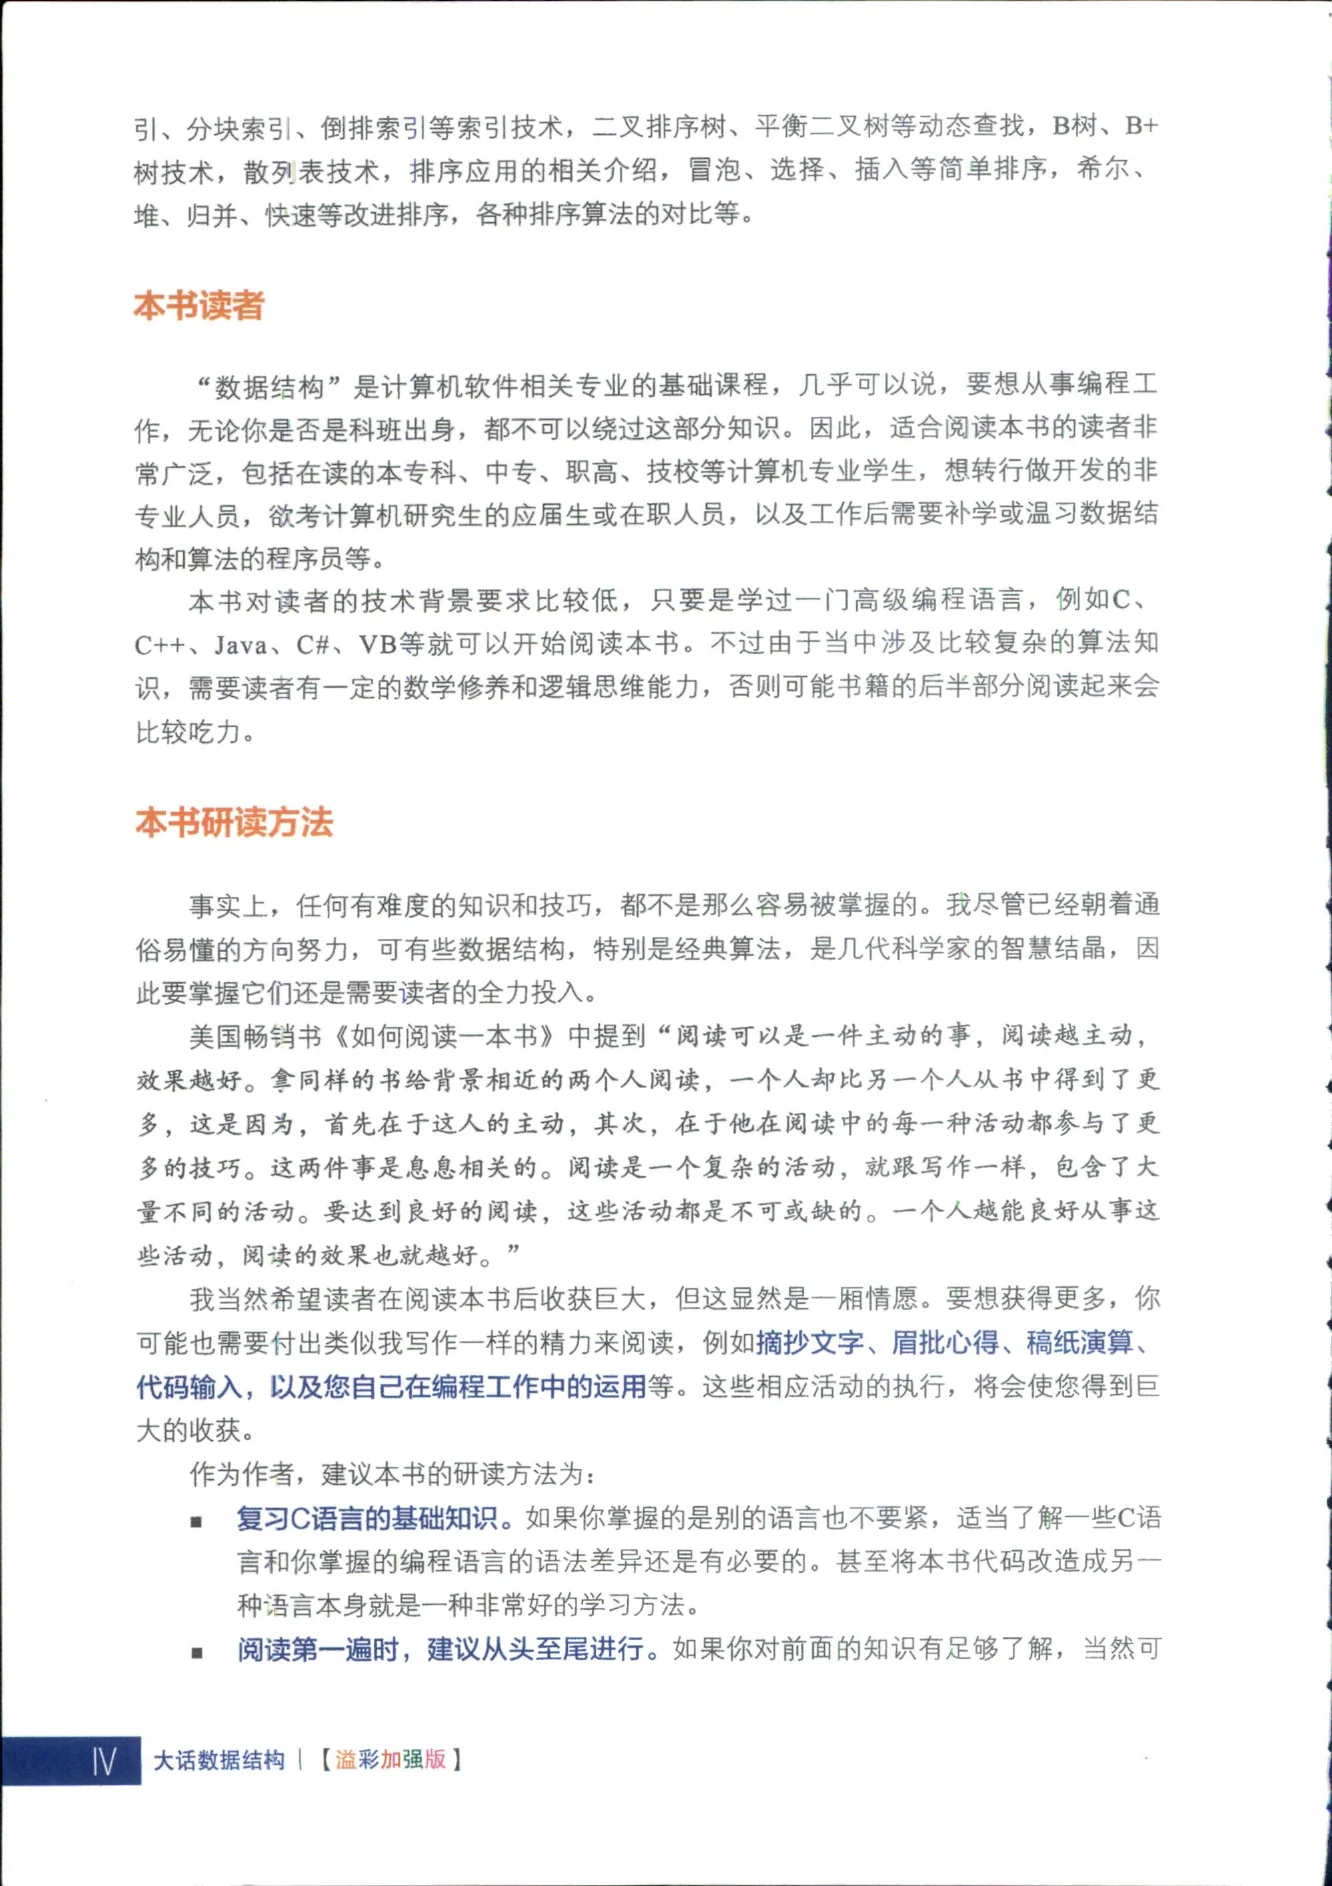 引、分块索引、倒排索引等索引技术，二叉排序树、平衡二叉树等动态查找，B树、B+
树技术，散列表技术，排序应用的相关介绍，冒泡、选择、插入等简单排序，希尔、
堆、归并、快速等改进排序，各种排序算法的对比等。
本书读者
“数据结构”是计算机软件相关专业的基础课程，几乎可以说，要想从事编程工
作，无论你是否是科班出身，都不可以绕过这部分知识。因此，适合阅读本书的读者非
常广泛，包括在读的本专科、中专、职高、技校等计算机专业学生，想转行做开发的非
专业人员，欲考计算机研究生的应届生或在职人员，以及工作后需要补学或温习数据结
构和算法的程序员等。
本书对读者的技术背景要求比较低，只要是学过一门高级编程语言，例如C、
C++、Java、C#、VB等就可以开始阅读本书。不过由于当中涉及比较复杂的算法知
识，需要读者有一定的数学修养和逻辑思维能力，否则可能书籍的后半部分阅读起来会
比较吃力。
本书研读方法
事实上，任何有难度的知识和技巧，都不是那么容易被掌握的。我尽管已经朝着通
俗易懂的方向努力，可有些数据结构，特别是经典算法，是几代科学家的智慧结晶，因
此要掌握它们还是需要读者的全力投入。
美国畅销书《如何阅读一本书》中提到“阅读可以是一件主动的事，阅读越主动，
效果越好。拿同样的书给背景相近的两个人阅读，一个人却比另一个人从书中得到了更
多，这是因为，首先在于这人的主动，其次，在于他在阅读中的每一种活动都参与了更
多的技巧。这两件事是息息相关的。阅读是一个复杂的活动，就跟写作一样，包含了大
量不同的活动。要达到良好的阅读，这些活动都是不可或缺的。一个人越能良好从事这
些活动，阅读的效果也就越好。”
我当然希望读者在阅读本书后收获巨大，但这显然是一厢情愿。要想获得更多，你
可能也需要付出类似我写作一样的精力来阅读，例如摘抄文字、眉批心得、稿纸演算、
代码输入，以及您自己在编程工作中的运用等。这些相应活动的执行，将会使您得到巨
大的收获。
作为作者，建议本书的研读方法为：
■ 复习C语言的基础知识。如果你掌握的是别的语言也不要紧，适当了解一些C语
言和你掌握的编程语言的语法差异还是有必要的。甚至将本书代码改造成另一
种语言本身就是一种非常好的学习方法。
■ 阅读第一遍时，建议从头至尾进行。如果你对前面的知识有足够了解，当然可
IV 大话数据结构|【溢彩加强版】